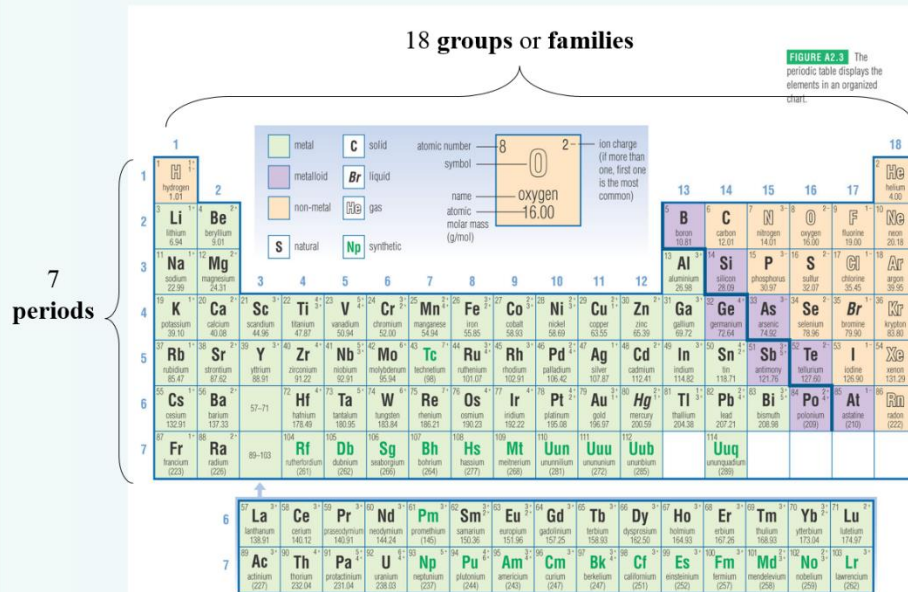 18 groups or families
FIGURE A2.3 The
periodic table displays the
elements in an organized
chart.
1
18
metal
C solid
atomic number 8 2- ion charge
(if more than
one, first one
is the most
common)
metalloid
Br liquid
symbol O
non-metal
He gas
name oxygen
atomic 16.00
molar mass
(g/mol)
S natural
Np synthetic
7
periods
2 13 14 15 16 17
3 4 5 6 7 8 9 10 11 12
1
H He
hydrogen helium
1.01 4.00
2
Li Be B C N O F Ne
lithium beryllium boron carbon nitrogen oxygen fluorine neon
6.94 9.01 10.81 12.01 14.01 16.00 19.00 20.18
3
Na Mg Al Si P S Cl Ar
sodium magnesium aluminium silicon phosphorus sulfur chlorine argon
22.99 24.31 26.98 28.09 30.97 32.07 35.45 39.95
4
K Ca Sc Ti V Cr Mn Fe Co Ni Cu Zn Ga Ge As Se Br Kr
potassium calcium scandium titanium vanadium chromium manganese iron cobalt nickel copper zinc gallium germanium arsenic selenium bromine krypton
39.10 40.08 44.96 47.87 50.94 52.00 54.94 55.85 58.93 58.69 63.55 65.39 69.72 72.64 74.92 78.96 79.90 83.80
5
Rb Sr Y Zr Nb Mo Tc Ru Rh Pd Ag Cd In Sn Sb Te I Xe
rubidium strontium yttrium zirconium niobium molybdenum technetium ruthenium rhodium palladium silver cadmium indium tin antimony tellurium iodine xenon
85.47 87.62 88.91 91.22 92.91 95.94 (98) 101.07 102.91 106.42 107.87 112.41 114.82 118.71 121.76 127.60 126.90 131.29
6
Cs Ba 57–71 Hf Ta W Re Os Ir Pt Au Hg Tl Pb Bi Po At Rn
cesium barium hafnium tantalum tungsten rhenium osmium iridium platinum gold mercury thallium lead bismuth polonium astatine radon
132.91 137.33 178.49 180.95 183.84 186.21 190.23 192.22 195.08 196.97 200.59 204.38 207.21 208.98 (209) (210) (222)
7
Fr Ra 89–103 Rf Db Sg Bh Hs Mt Uun Uuu Uub Uuq
francium radium rutherfordium dubnium seaborgium bohrium hassium meitnerium ununnilium unununium ununbium ununquadium
(223) (226) (261) (262) (266) (264) (277) (268) (281) (272) (285) (289)
6
La Ce Pr Nd Pm Sm Eu Gd Tb Dy Ho Er Tm Yb Lu
lanthanum cerium praseodymium neodymium promethium samarium europium gadolinium terbium dysprosium holmium erbium thulium ytterbium lutetium
138.91 140.12 140.91 144.24 (145) 150.36 151.96 157.25 158.93 162.50 164.93 167.26 168.93 173.04 174.97
7
Ac Th Pa U Np Pu Am Cm Bk Cf Es Fm Md No Lr
actinium thorium protactinium uranium neptunium plutonium americium curium berkelium californium einsteinium fermium mendelevium nobelium lawrencium
(227) 232.04 231.04 238.03 (237) (244) (243) (247) (247) (251) (252) (257) (258) (259) (262)